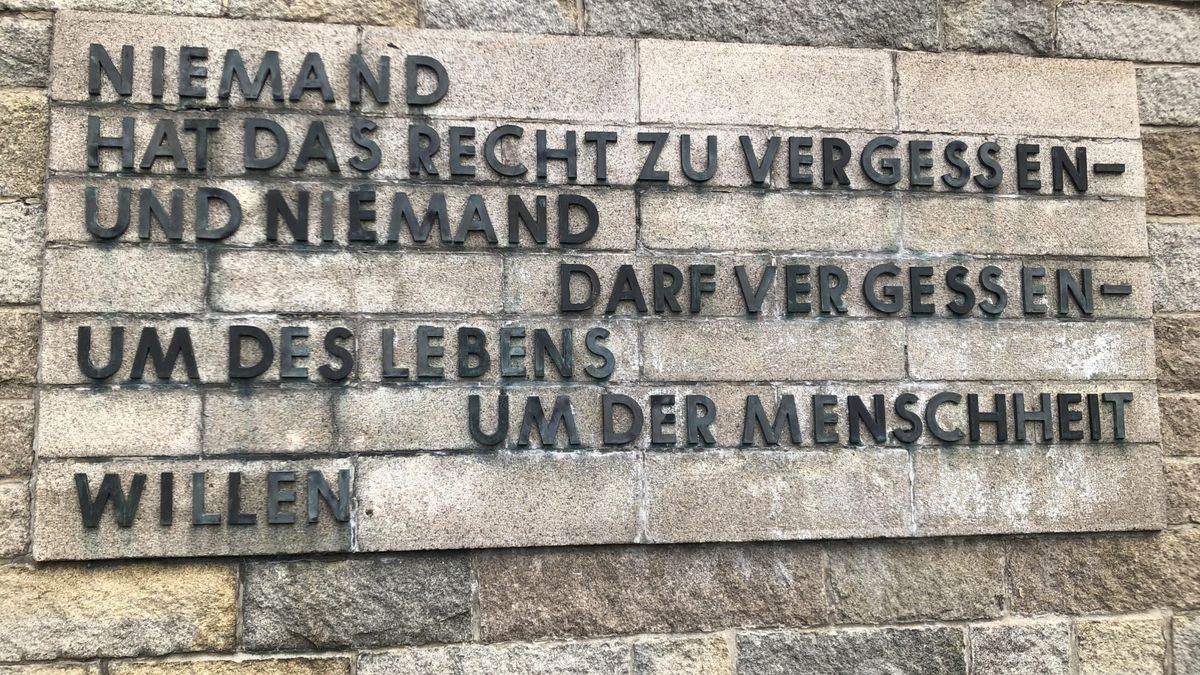 NIEMAND
HAT DAS RECHT ZU VERGESSEN–
UND NIEMAND
DARF VERGESSEN–
UM DES LEBENS
UM DER MENSCHHEIT
WILLEN